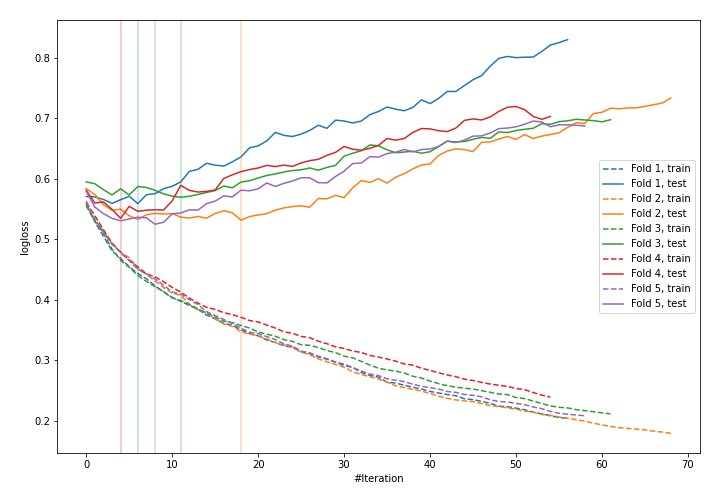 0.8
0.7
0.6
0.5
0.4
0.3
0.2
logloss
0
10
20
30
40
50
60
70
#Iteration
Fold 1, train
Fold 1, test
Fold 2, train
Fold 2, test
Fold 3, train
Fold 3, test
Fold 4, train
Fold 4, test
Fold 5, train
Fold 5, test